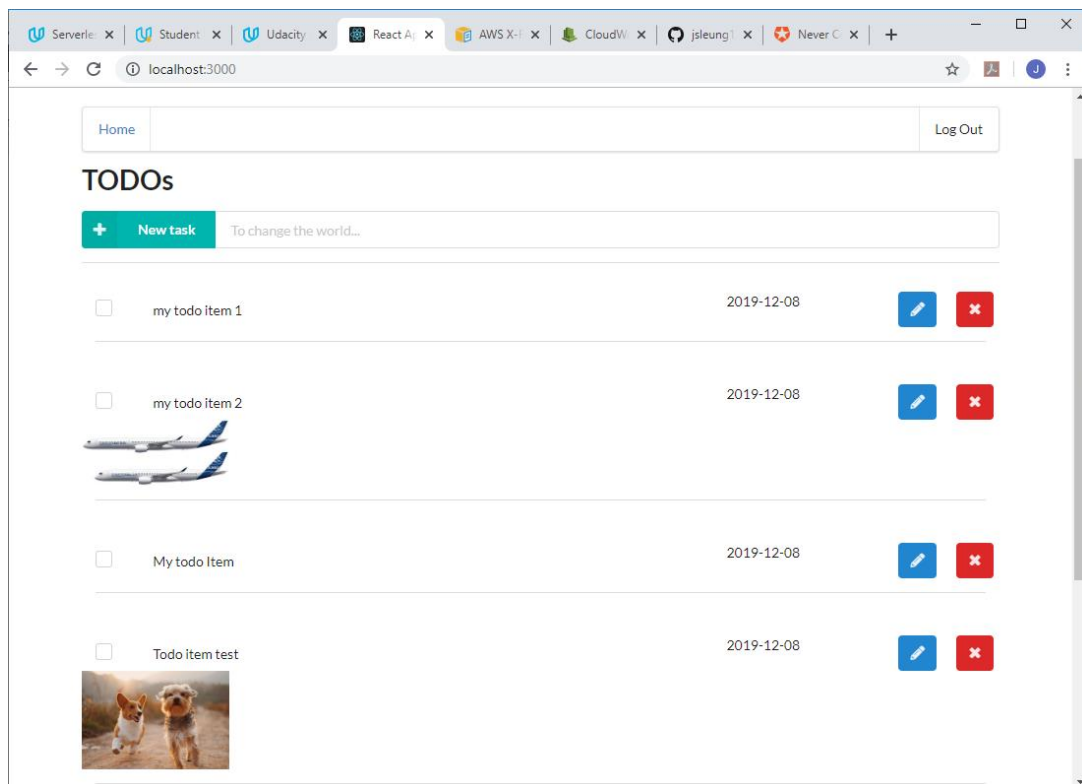 Serverle Student Udacity React Ap AWS X-R CloudW jsleung1 Never C
localhost:3000
J
Home Log Out
TODOs
New task To change the world...
my todo item 1 2019-12-08
my todo item 2 2019-12-08
My todo Item 2019-12-08
Todo item test 2019-12-08